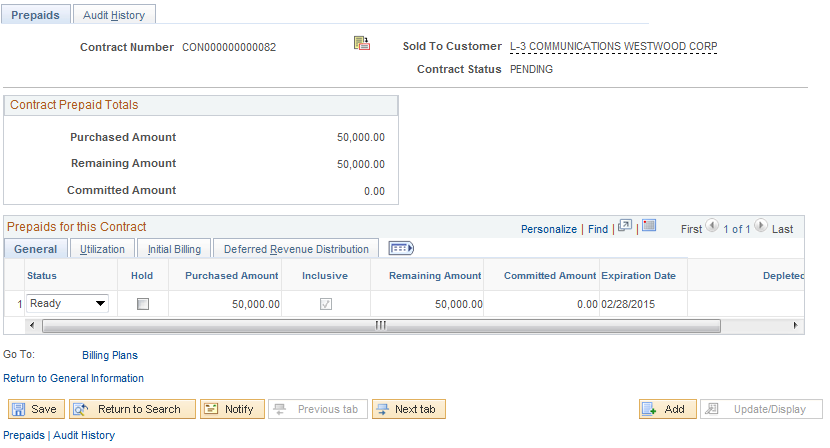 Prepaids Audit History
Contract Number CON000000000082 Sold To Customer L-3 COMMUNICATIONS WESTWOOD CORP
Contract Status PENDING
Contract Prepaid Totals
Purchased Amount 50,000.00
Remaining Amount 50,000.00
Committed Amount 0.00
Prepaids for this Contract Personalize | Find | | First 1 of 1 Last
General Utilization Initial Billing Deferred Revenue Distribution
Status Hold Purchased Amount Inclusive Remaining Amount Committed Amount Expiration Date Depleted
1 Ready 50,000.00 50,000.00 0.00 02/28/2015
Go To: Billing Plans
Return to General Information
Save Return to Search Notify Previous tab Next tab Add Update/Display
Prepaids | Audit History